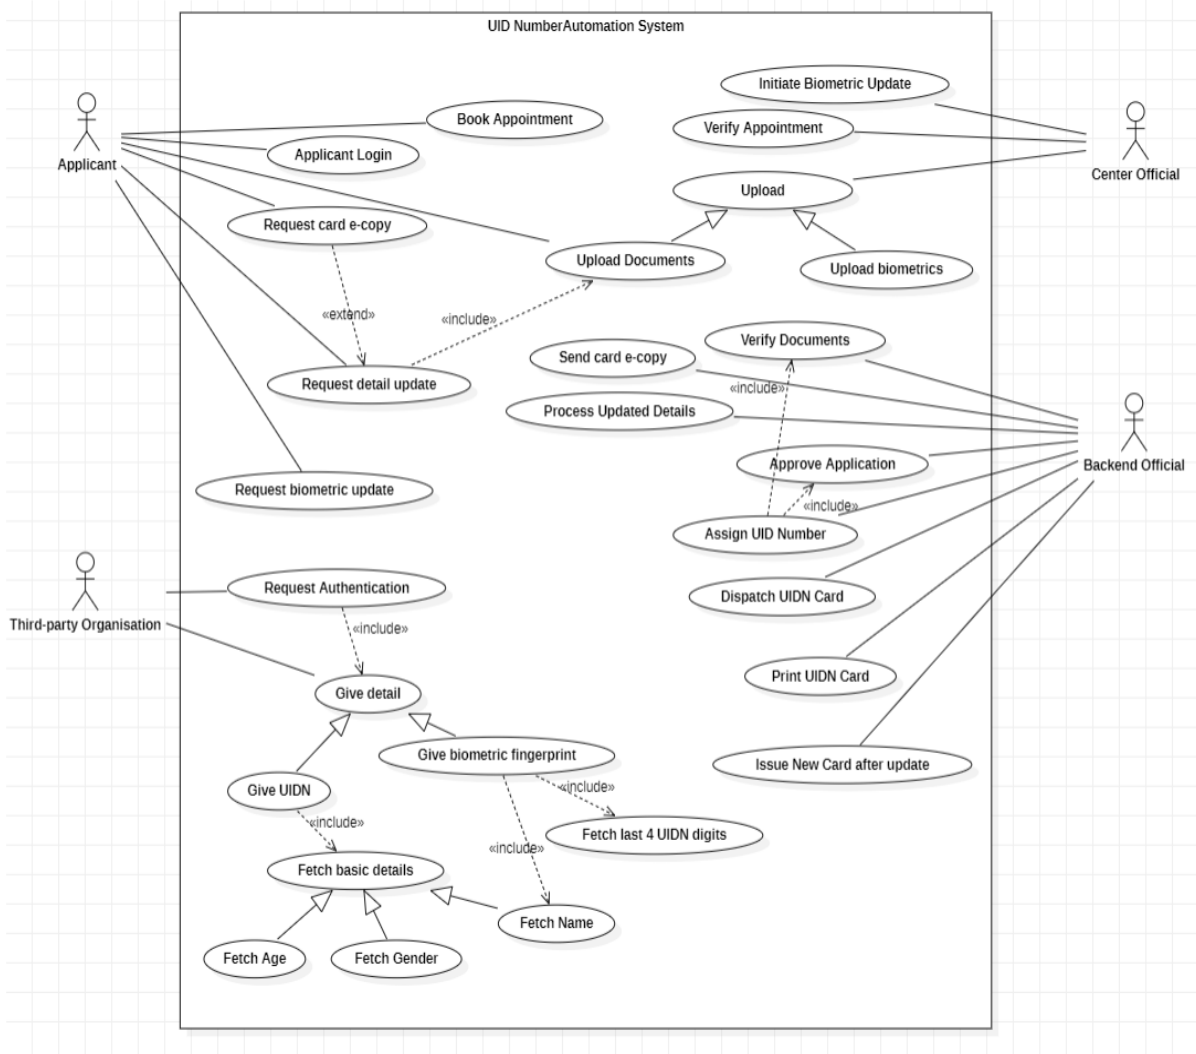 UID NumberAutomation System
Initiate Biometric Update
Book Appointment
Verify Appointment
Applicant Login
Applicant
Center Official
Upload
Request card e-copy
Upload Documents
Upload biometrics
«extend»
«include»
Verify Documents
Send card e-copy
Request detail update
«include»
Process Updated Details
Approve Application
Backend Official
Request biometric update
«include»
Assign UID Number
Request Authentication
Dispatch UIDN Card
Third-party Organisation
«include»
Print UIDN Card
Give detail
Give biometric fingerprint
Issue New Card after update
Give UIDN
«include»
«include»
Fetch last 4 UIDN digits
«include»
Fetch basic details
Fetch Name
Fetch Age
Fetch Gender